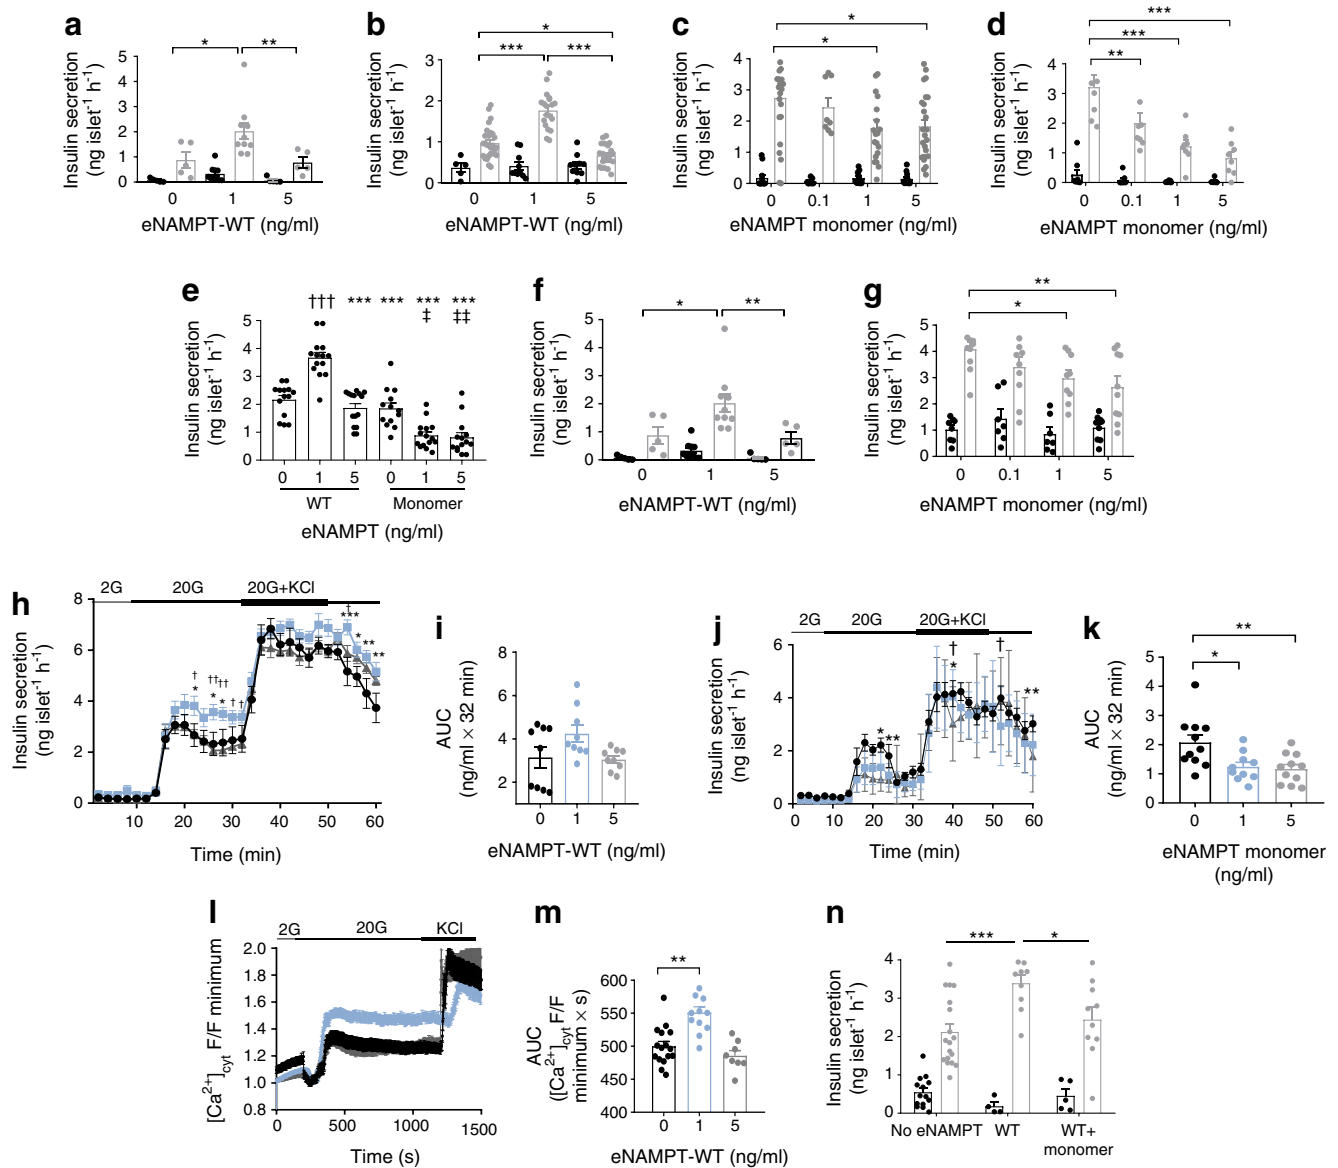 a
* **
Insulin secretion
(ng islet⁻¹ h⁻¹)
5
4
3
2
1
0
0 1 5
eNAMPT-WT (ng/ml)
b
*
*** ***
Insulin secretion
(ng islet⁻¹ h⁻¹)
3
2
1
0
0 1 5
eNAMPT-WT (ng/ml)
c
*
*
Insulin secretion
(ng islet⁻¹ h⁻¹)
4
3
2
1
0
0 0.1 1 5
eNAMPT monomer (ng/ml)
d
***
***
**
Insulin secretion
(ng islet⁻¹ h⁻¹)
4
3
2
1
0
0 0.1 1 5
eNAMPT monomer (ng/ml)
e
††† *** *** *** ***
‡ ‡‡
Insulin secretion
(ng islet⁻¹ h⁻¹)
5
4
3
2
1
0
0 1 5 0 1 5
WT Monomer
eNAMPT (ng/ml)
f
* **
Insulin secretion
(ng islet⁻¹ h⁻¹)
5
4
3
2
1
0
0 1 5
eNAMPT-WT (ng/ml)
g
**
*
Insulin secretion
(ng islet⁻¹ h⁻¹)
5
4
3
2
1
0
0 0.1 1 5
eNAMPT monomer (ng/ml)
h
2G 20G 20G+KCl
Insulin secretion
(ng islet⁻¹ h⁻¹)
8
6
4
2
0
† †† †† † † †
* * * *** * ** **
10 20 30 40 50 60
Time (min)
i
AUC
(ng/ml × 32 min)
8
6
4
2
0 1 5
eNAMPT-WT (ng/ml)
j
2G 20G 20G+KCl
Insulin secretion
(ng islet⁻¹ h⁻¹)
6
4
2
0
† †
* ** * **
0 10 20 30 40 50 60
Time (min)
k
**
*
AUC
(ng/ml × 32 min)
5
4
3
2
1
0
0 1 5
eNAMPT monomer
(ng/ml)
l
2G 20G KCl
[Ca²⁺]cyt F/F minimum
2.0
1.8
1.6
1.4
1.2
1.0
0.8
0 500 1000 1500
Time (s)
m
**
AUC
([Ca²⁺]cyt F/F
minimum × s)
600
550
500
450
400
0 1 5
eNAMPT-WT (ng/ml)
n
*** *
Insulin secretion
(ng islet⁻¹ h⁻¹)
4
3
2
1
0
No eNAMPT WT WT+
monomer